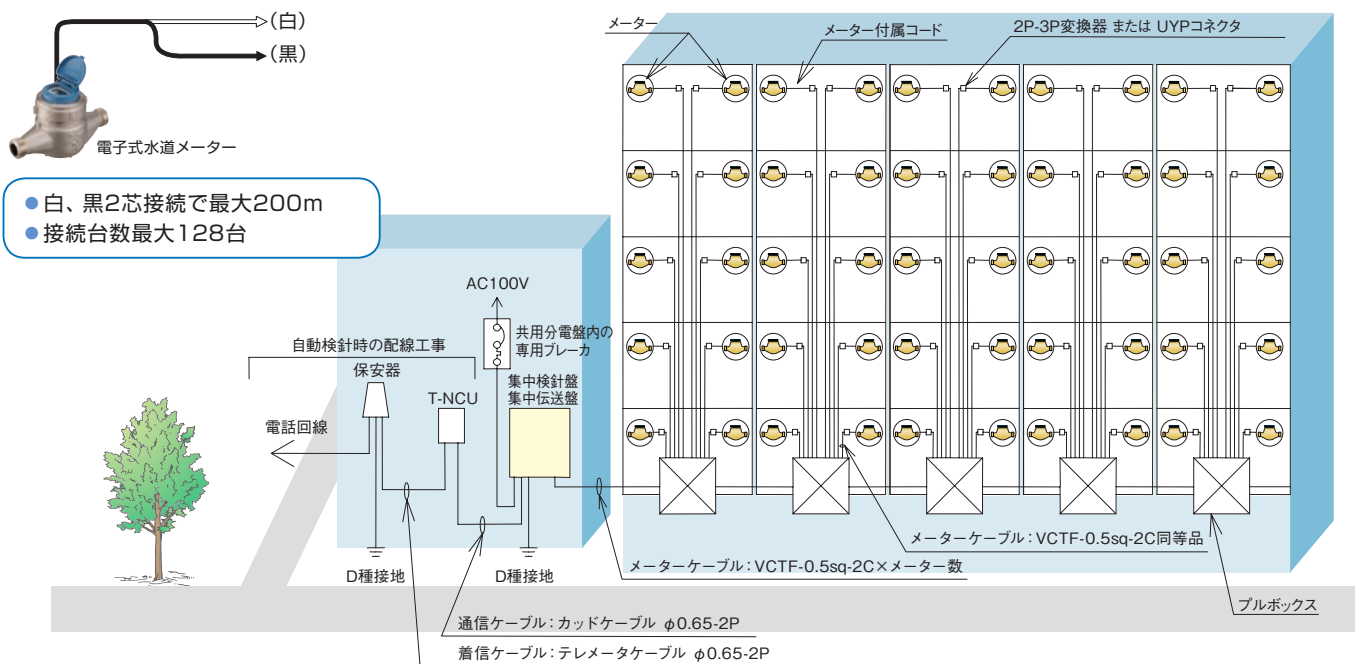 (白)
(黒)
電子式水道メーター
●白、黒2芯接続で最大200m
●接続台数最大128台
メーター
メーター付属コード
2P-3P変換器 または UYPコネクタ
AC100V
共用分電盤内の
専用ブレーカ
自動検針時の配線工事
保安器
T-NCU
集中検針盤
集中伝送盤
電話回線
D種接地
D種接地
メーターケーブル:VCTF-0.5sq-2C同等品
メーターケーブル:VCTF-0.5sq-2C×メーター数
プルボックス
通信ケーブル:カッドケーブル φ0.65-2P
着信ケーブル:テレメータケーブル φ0.65-2P